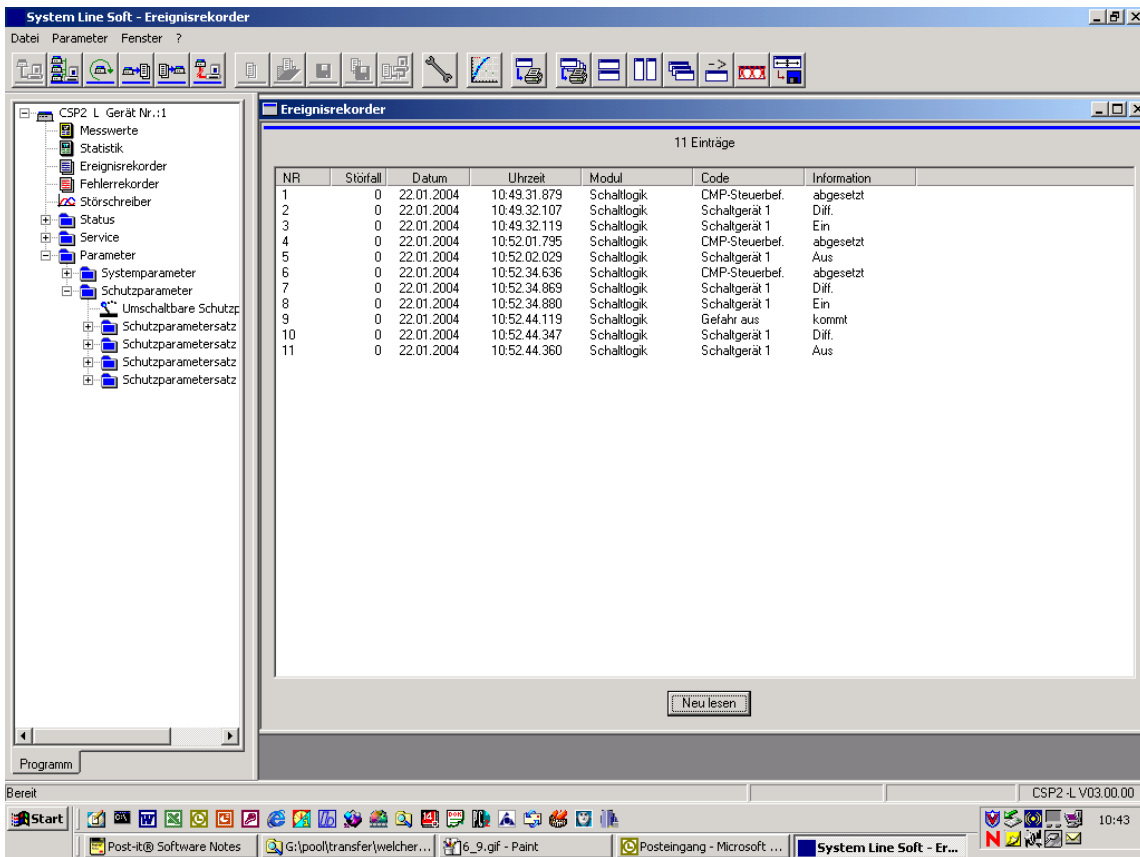 System Line Soft - Ereignisrekorder
Datei Parameter Fenster ?
CSP2 L Gerät Nr.:1
Messwerte
Statistik
Ereignisrekorder
Fehlerrekorder
Störschreiber
Status
Service
Parameter
Systemparameter
Schutzparameter
Umschaltbare Schutzp
Schutzparametersatz
Schutzparametersatz
Schutzparametersatz
Schutzparametersatz
Programm
Ereignisrekorder
11 Einträge
NR Störfall Datum Uhrzeit Modul Code Information
1 0 22.01.2004 10:49.31.879 Schaltlogik CMP-Steuerbef. abgesetzt
2 0 22.01.2004 10:49.32.107 Schaltlogik Schaltgerät 1 Diff.
3 0 22.01.2004 10:49.32.119 Schaltlogik Schaltgerät 1 Ein
4 0 22.01.2004 10:52.01.795 Schaltlogik CMP-Steuerbef. abgesetzt
5 0 22.01.2004 10:52.02.029 Schaltlogik Schaltgerät 1 Aus
6 0 22.01.2004 10:52.34.636 Schaltlogik CMP-Steuerbef. abgesetzt
7 0 22.01.2004 10:52.34.869 Schaltlogik Schaltgerät 1 Diff.
8 0 22.01.2004 10:52.34.880 Schaltlogik Schaltgerät 1 Ein
9 0 22.01.2004 10:52.44.119 Schaltlogik Gefahr aus kommt
10 0 22.01.2004 10:52.44.347 Schaltlogik Schaltgerät 1 Diff.
11 0 22.01.2004 10:52.44.360 Schaltlogik Schaltgerät 1 Aus
Neu lesen
Bereit
CSP2 -L V03.00.00
Start
10:43
Post-it® Software Notes
G:\pool\transfer\welcher...
6_9.gif - Paint
Posteingang - Microsoft ...
System Line Soft - Er...